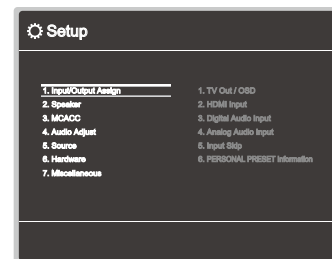 Setup
1. Input/Output Assign
2. Speaker
3. MCACC
4. Audio Adjust
5. Source
6. Hardware
7. Miscellaneous
1. TV Out / OSD
2. HDMI Input
3. Digital Audio Input
4. Analog Audio Input
5. Input Skip
6. PERSONAL PRESET Information